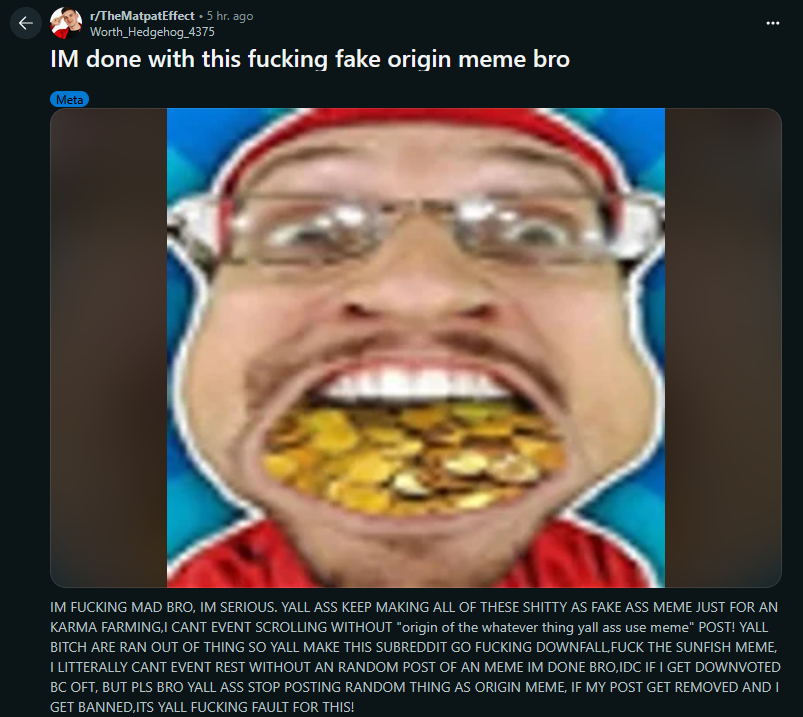 r/TheMatpatEffect • 5 hr. ago
Worth_Hedgehog_4375
IM done with this fucking fake origin meme bro
Meta
IM FUCKING MAD BRO, IM SERIOUS. YALL ASS KEEP MAKING ALL OF THESE SHITTY AS FAKE ASS MEME JUST FOR AN
KARMA FARMING,I CANT EVENT SCROLLING WITHOUT "origin of the whatever thing yall ass use meme" POST! YALL
BITCH ARE RAN OUT OF THING SO YALL MAKE THIS SUBREDDIT GO FUCKING DOWNFALL,FUCK THE SUNFISH MEME,
I LITTERALLY CANT EVENT REST WITHOUT AN RANDOM POST OF AN MEME IM DONE BRO,IDC IF I GET DOWNVOTED
BC OFT, BUT PLS BRO YALL ASS STOP POSTING RANDOM THING AS ORIGIN MEME, IF MY POST GET REMOVED AND I
GET BANNED,ITS YALL FUCKING FAULT FOR THIS!